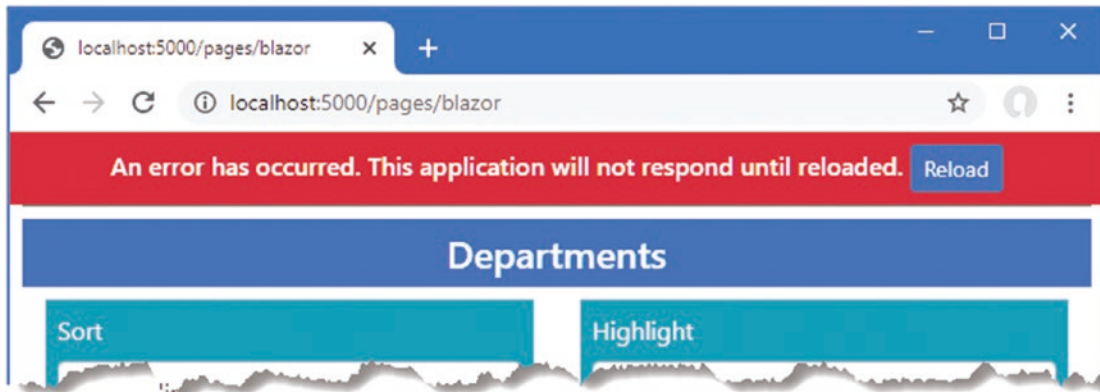 localhost:5000/pages/blazor
localhost:5000/pages/blazor
An error has occurred. This application will not respond until reloaded. Reload
Departments
Sort Highlight